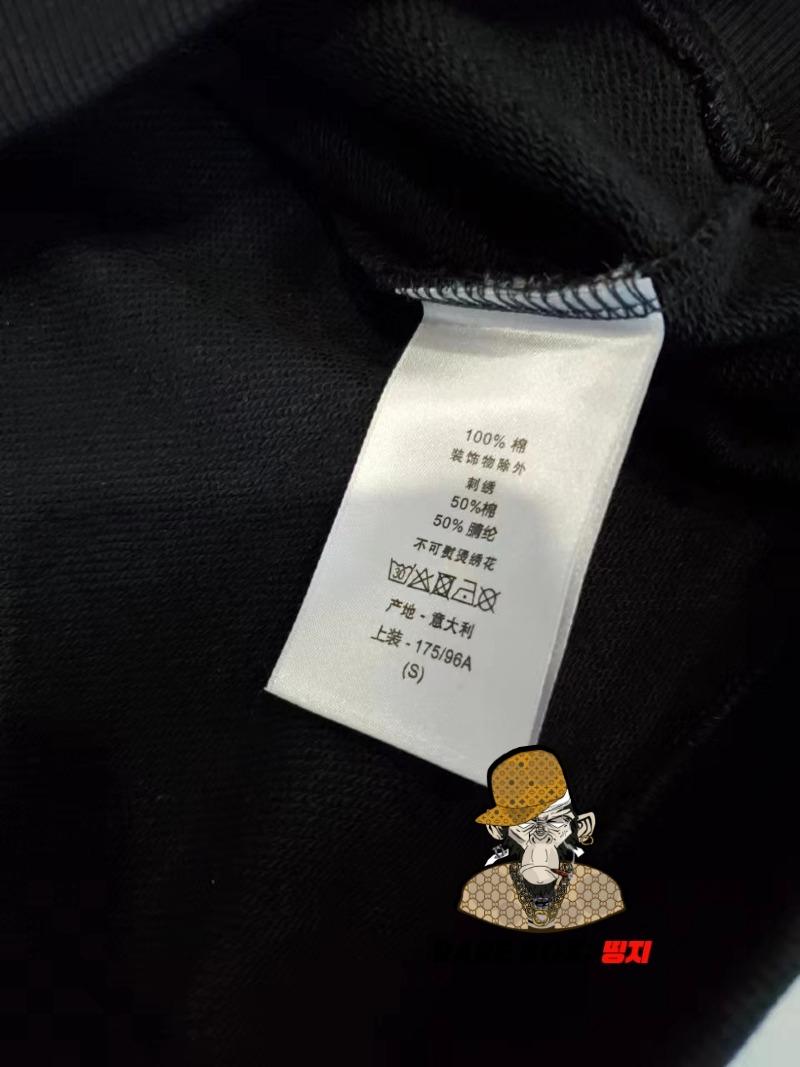 100% 棉
装饰物除外
刺绣
50%棉
50% 腈纶
不可熨烫绣花
30
产地 - 意大利
上装 - 175/96A
(S)
띵지